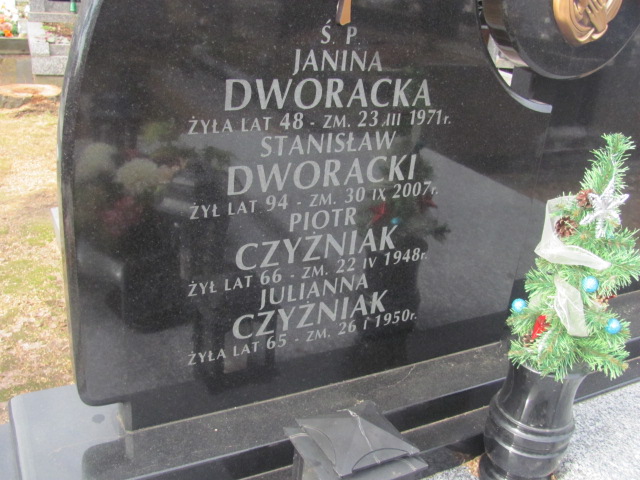 Ś. P.
JANINA
DWORACKA
ŻYŁA LAT 48 - ZM. 23 III 1971r.
STANISŁAW
DWORACKI
ŻYŁ LAT 94 - ZM. 30 IX 2007r.
PIOTR
CZYŻNIAK
ŻYŁ LAT 66 - ZM. 22 IV 1948r.
JULIANNA
CZYŻNIAK
ŻYŁA LAT 65 - ZM. 26 I 1950r.